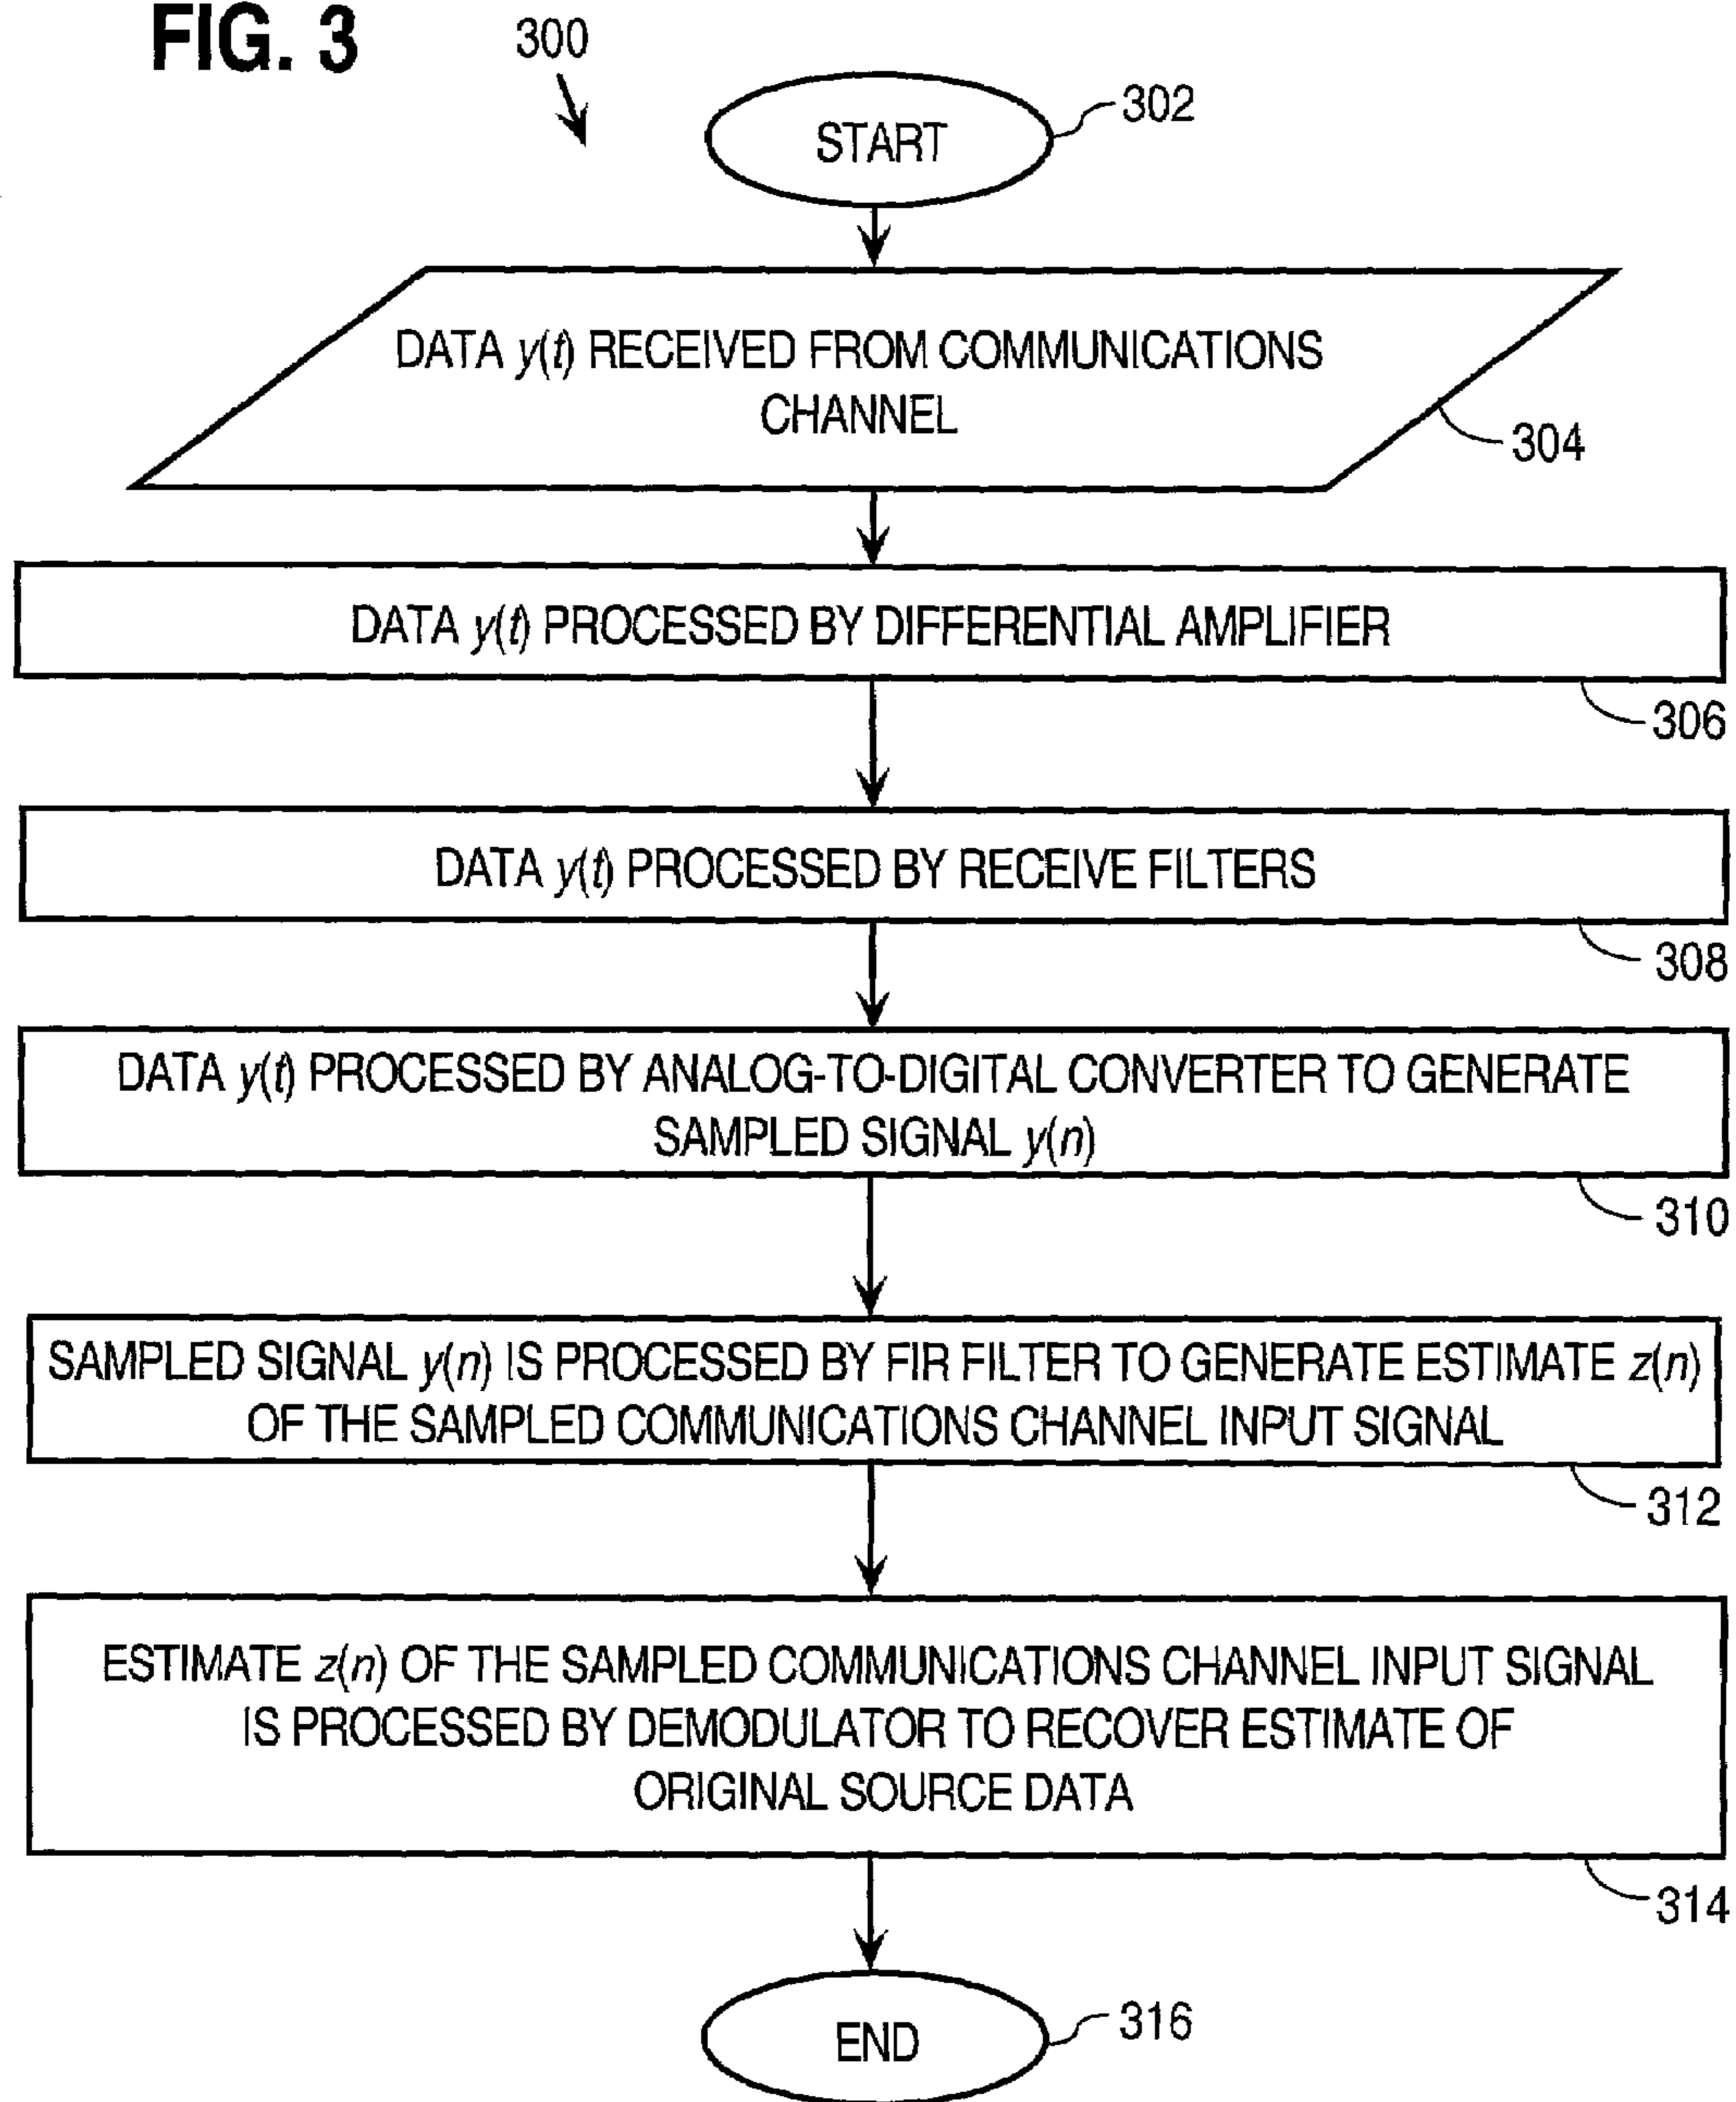 FIG. 3
300
START
302
DATA y(t) RECEIVED FROM COMMUNICATIONS
CHANNEL
304
DATA y(t) PROCESSED BY DIFFERENTIAL AMPLIFIER
306
DATA y(t) PROCESSED BY RECEIVE FILTERS
308
DATA y(t) PROCESSED BY ANALOG-TO-DIGITAL CONVERTER TO GENERATE
SAMPLED SIGNAL y(n)
310
SAMPLED SIGNAL y(n) IS PROCESSED BY FIR FILTER TO GENERATE ESTIMATE z(n)
OF THE SAMPLED COMMUNICATIONS CHANNEL INPUT SIGNAL
312
ESTIMATE z(n) OF THE SAMPLED COMMUNICATIONS CHANNEL INPUT SIGNAL
IS PROCESSED BY DEMODULATOR TO RECOVER ESTIMATE OF
ORIGINAL SOURCE DATA
314
END
316